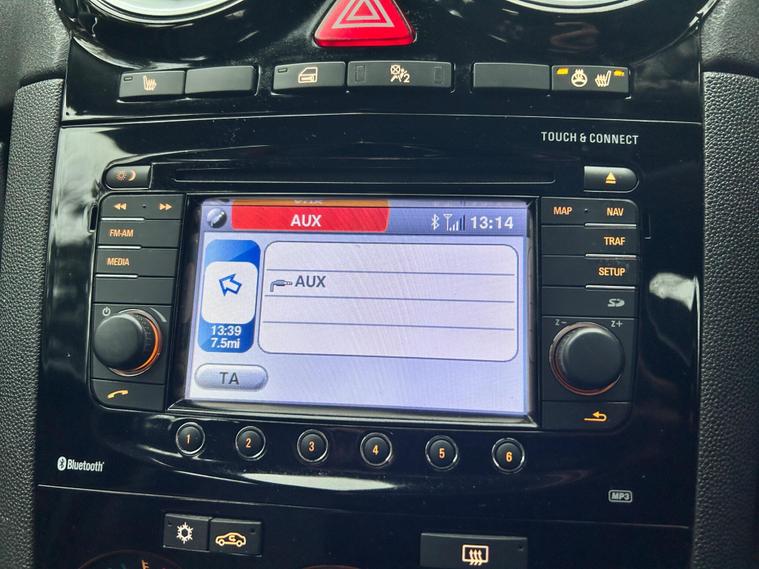 2
TOUCH & CONNECT
AUX
13:14
FM-AM
MEDIA
MAP
NAV
TRAF
SETUP
SD
AUX
13:39
7.5mi
TA
Z-
Z+
1
2
3
4
5
6
Bluetooth
MP3